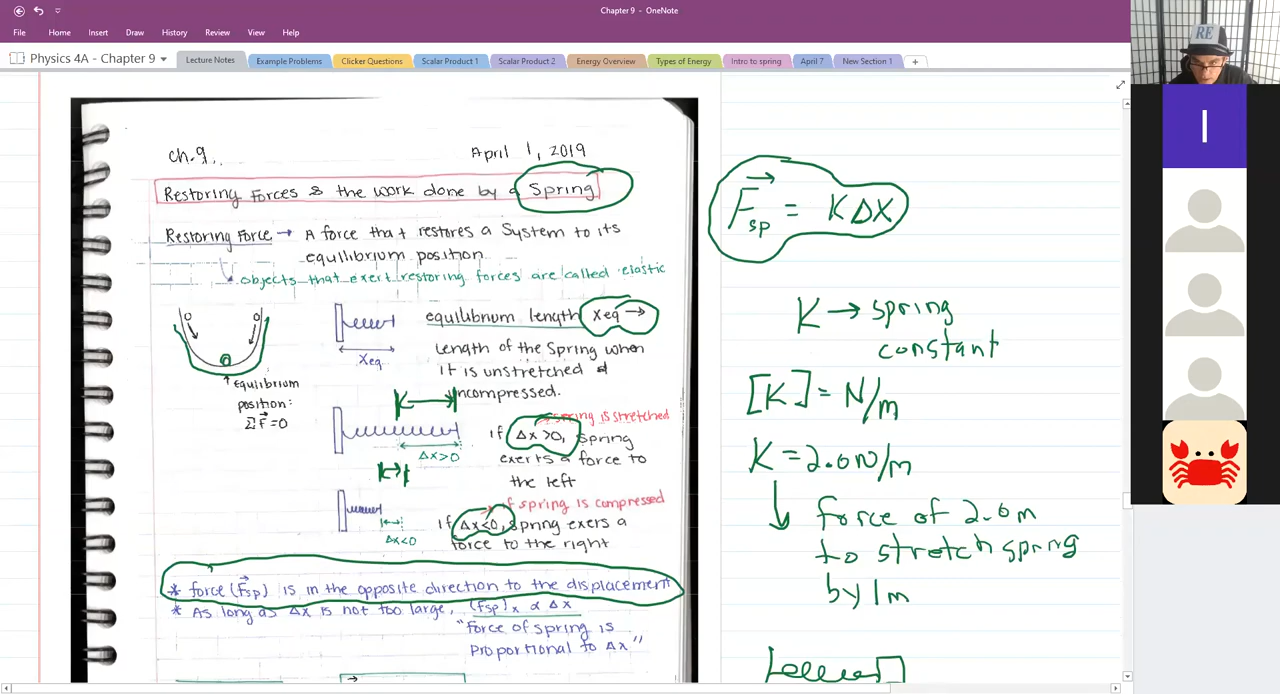 Chapter 9 - OneNote
File Home Insert Draw History Review View Help
Physics 4A - Chapter 9
Lecture Notes Example Problems Clicker Questions Scalar Product 1 Scalar Product 2 Energy Overview Types of Energy Intro to spring April 7 New Section 1 +
RE
I
ch.9. April 1, 2019
Restoring Forces & the work done by a Spring
Restoring Force → A force that restores a System to its
equilibrium position.
objects that exert restoring forces are called elastic
equilibrium length Xeq →
Xeq
length of the Spring when
it is unstretched &
uncompressed.
↑ equilibrium
position:
ΣF⃗ = 0
→ spring is stretched
if Δx >0, spring
Δx>0
exerts a force to
the left
→ if spring is compressed
if Δx<0, spring exers a
Δx<0
force to the right
* force (F⃗sp) is in the opposite direction to the displacement
* As long as Δx is not too large, (Fsp)x α Δx
"Force of spring is
proportional to Δx"
F⃗sp = KΔX
K → spring
constant
[K] = N/m
K = 2.0N/m
force of 2.0m
to stretch spring
by 1m